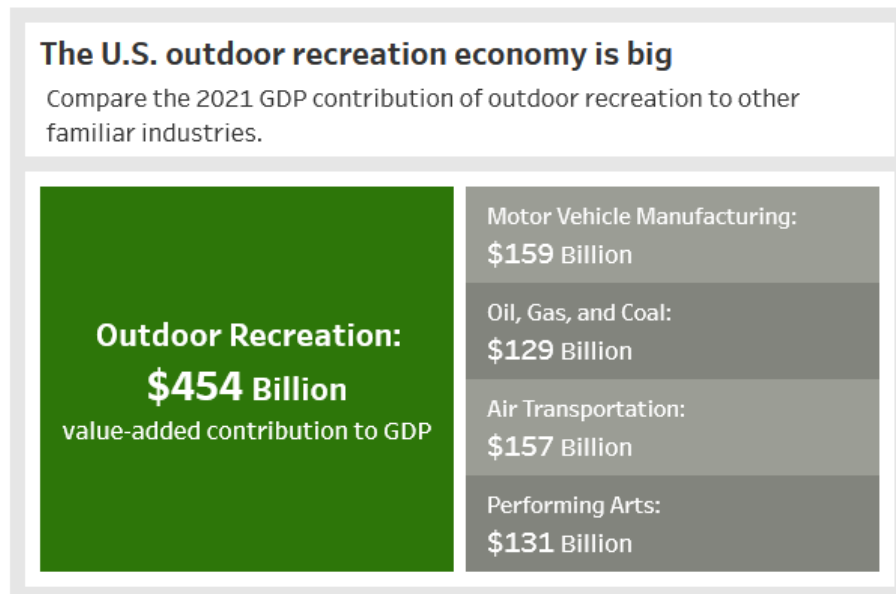 The U.S. outdoor recreation economy is big
Compare the 2021 GDP contribution of outdoor recreation to other
familiar industries.
Outdoor Recreation:
$454 Billion
value-added contribution to GDP
Motor Vehicle Manufacturing:
$159 Billion
Oil, Gas, and Coal:
$129 Billion
Air Transportation:
$157 Billion
Performing Arts:
$131 Billion